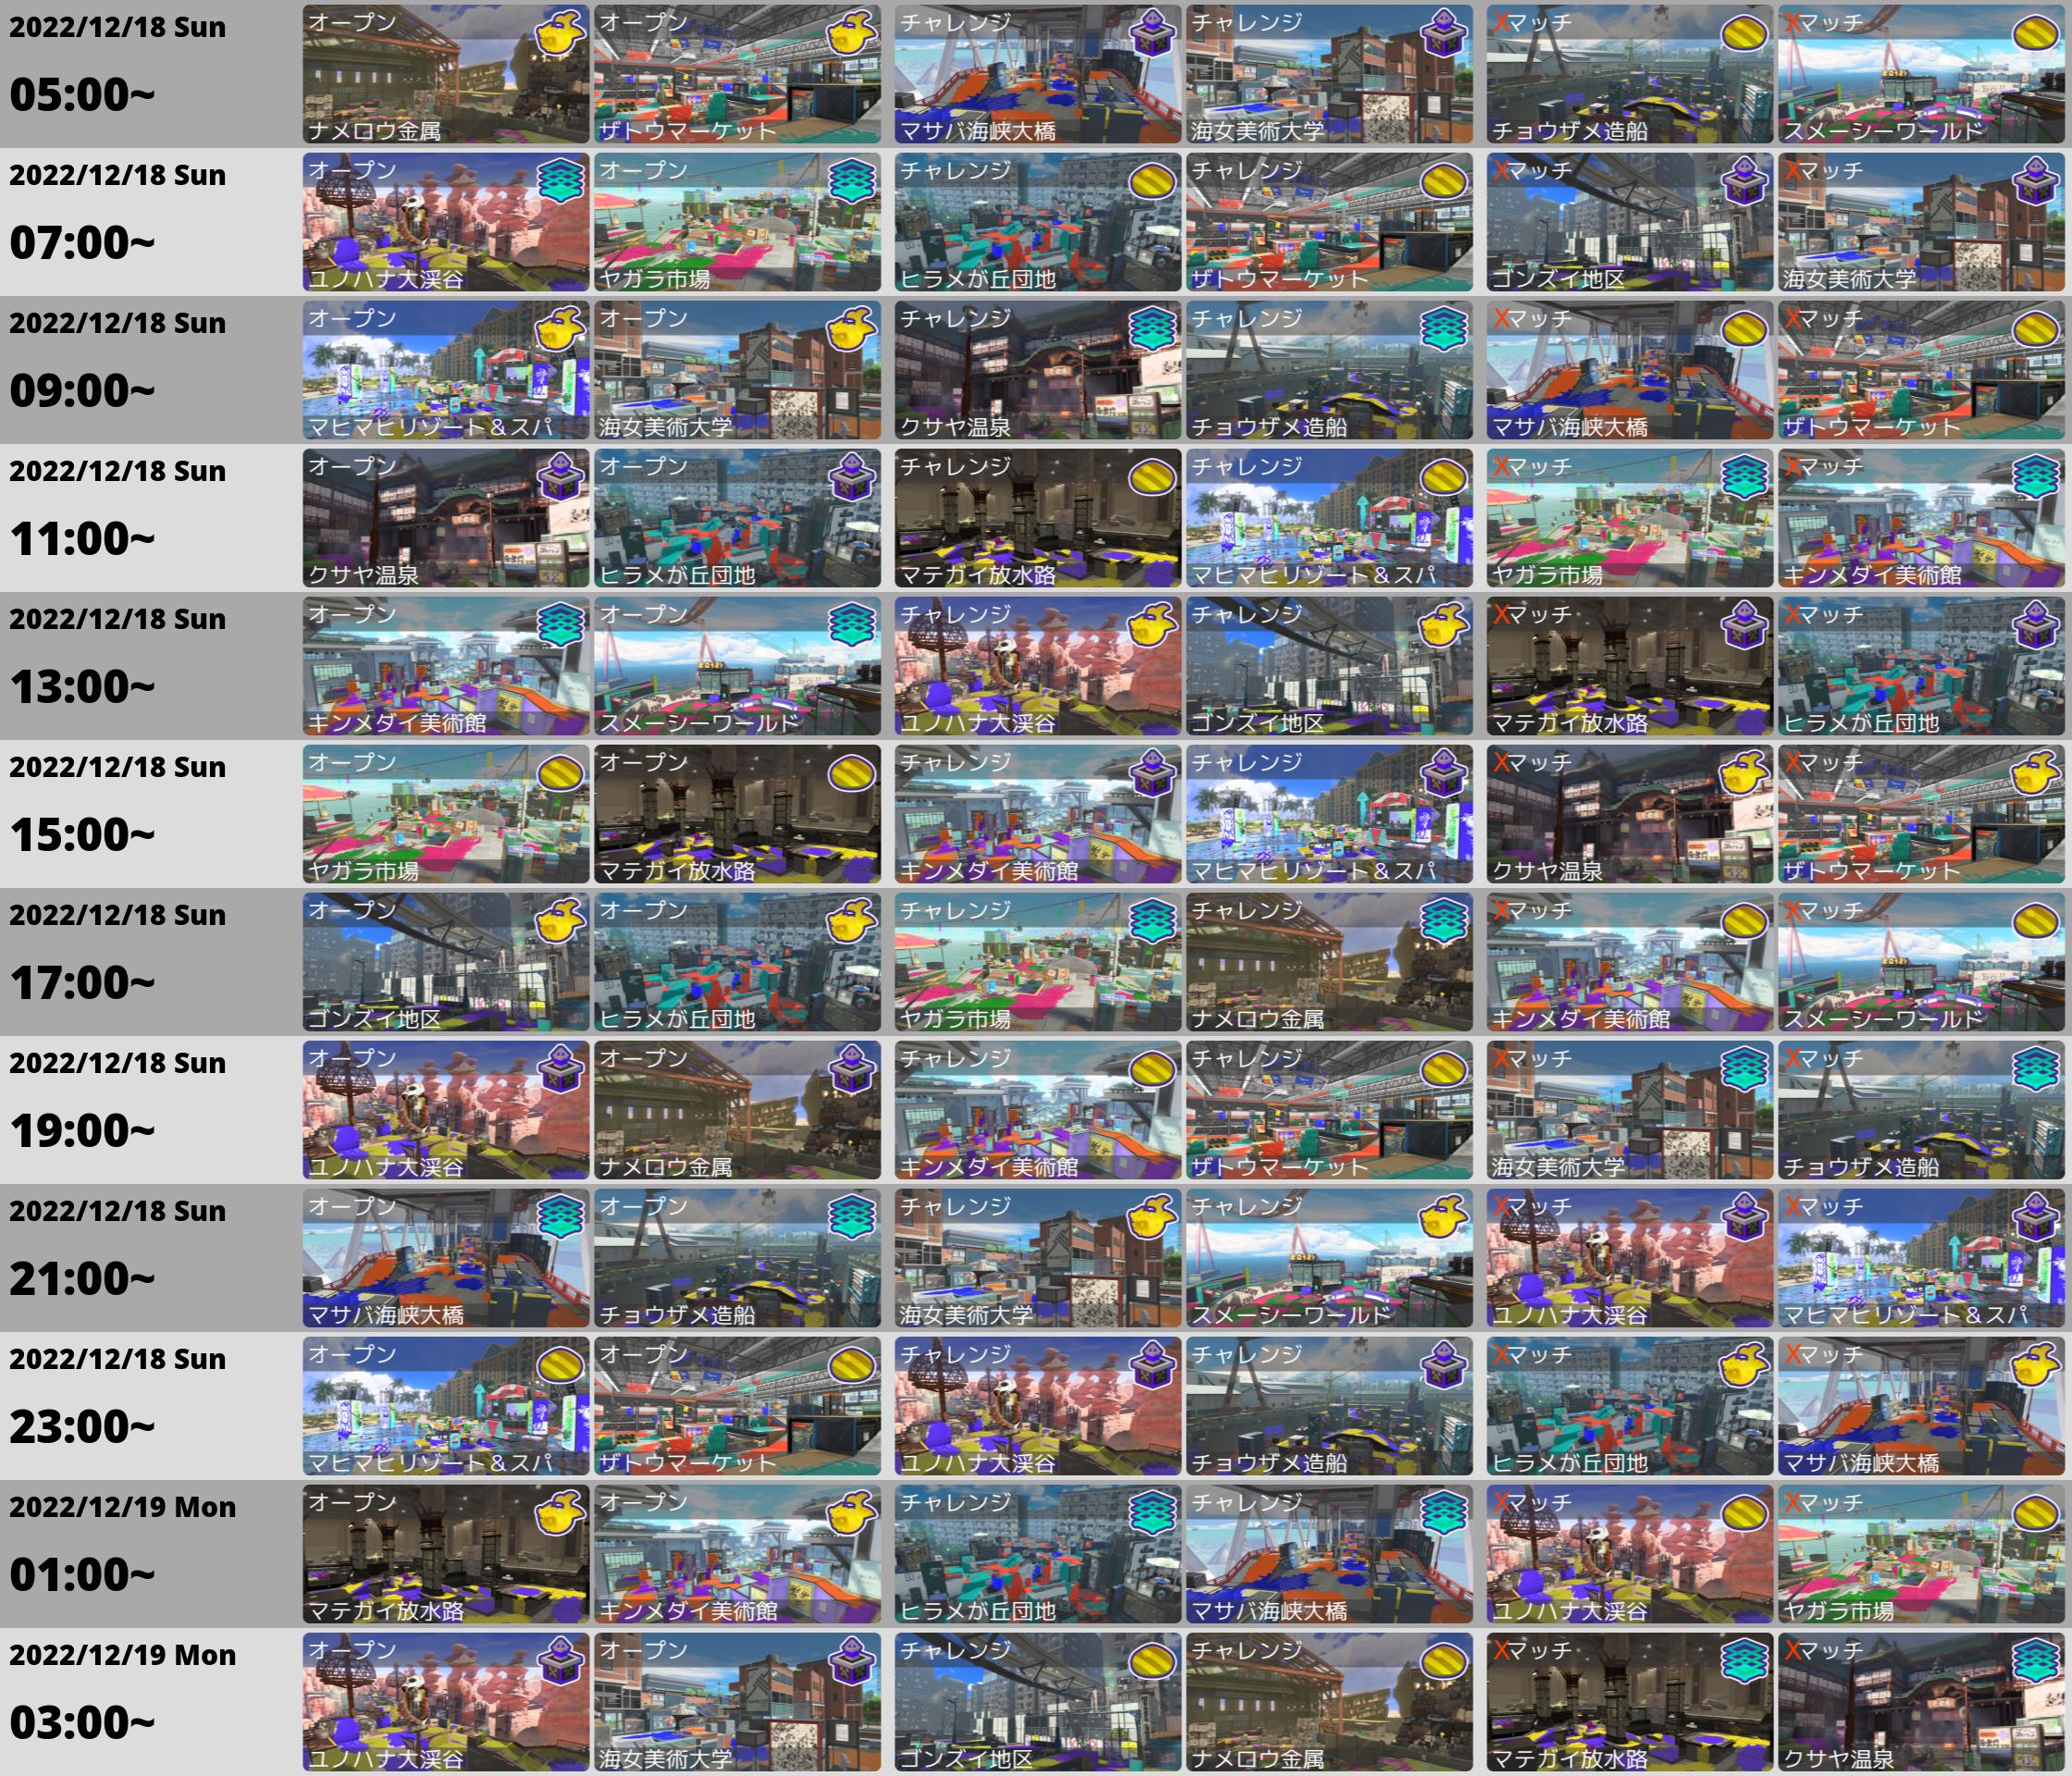 2022/12/18 Sun
05:00~
オープン オープン チャレンジ チャレンジ Xマッチ Xマッチ
ナメロウ金属 ザトウマーケット マサバ海峡大橋 海女美術大学 チョウザメ造船 スメーシーワールド
2022/12/18 Sun
07:00~
オープン オープン チャレンジ チャレンジ Xマッチ Xマッチ
ユノハナ大渓谷 ヤガラ市場 ヒラメが丘団地 ザトウマーケット ゴンズイ地区 海女美術大学
2022/12/18 Sun
09:00~
オープン オープン チャレンジ チャレンジ Xマッチ Xマッチ
マヒマヒリゾート＆スパ 海女美術大学 クサヤ温泉 チョウザメ造船 マサバ海峡大橋 ザトウマーケット
2022/12/18 Sun
11:00~
オープン オープン チャレンジ チャレンジ Xマッチ Xマッチ
クサヤ温泉 ヒラメが丘団地 マテガイ放水路 マヒマヒリゾート＆スパ ヤガラ市場 キンメダイ美術館
2022/12/18 Sun
13:00~
オープン オープン チャレンジ チャレンジ Xマッチ Xマッチ
キンメダイ美術館 スメーシーワールド ユノハナ大渓谷 ゴンズイ地区 マテガイ放水路 ヒラメが丘団地
2022/12/18 Sun
15:00~
オープン オープン チャレンジ チャレンジ Xマッチ Xマッチ
ヤガラ市場 マテガイ放水路 キンメダイ美術館 マヒマヒリゾート＆スパ クサヤ温泉 ザトウマーケット
2022/12/18 Sun
17:00~
オープン オープン チャレンジ チャレンジ Xマッチ Xマッチ
ゴンズイ地区 ヒラメが丘団地 ヤガラ市場 ナメロウ金属 キンメダイ美術館 スメーシーワールド
2022/12/18 Sun
19:00~
オープン オープン チャレンジ チャレンジ Xマッチ Xマッチ
ユノハナ大渓谷 ナメロウ金属 キンメダイ美術館 ザトウマーケット 海女美術大学 チョウザメ造船
2022/12/18 Sun
21:00~
オープン オープン チャレンジ チャレンジ Xマッチ Xマッチ
マサバ海峡大橋 チョウザメ造船 海女美術大学 スメーシーワールド ユノハナ大渓谷 マヒマヒリゾート＆スパ
2022/12/18 Sun
23:00~
オープン オープン チャレンジ チャレンジ Xマッチ Xマッチ
マヒマヒリゾート＆スパ ザトウマーケット ユノハナ大渓谷 チョウザメ造船 ヒラメが丘団地 マサバ海峡大橋
2022/12/19 Mon
01:00~
オープン オープン チャレンジ チャレンジ Xマッチ Xマッチ
マテガイ放水路 キンメダイ美術館 ヒラメが丘団地 マサバ海峡大橋 ユノハナ大渓谷 ヤガラ市場
2022/12/19 Mon
03:00~
オープン オープン チャレンジ チャレンジ Xマッチ Xマッチ
ユノハナ大渓谷 海女美術大学 ゴンズイ地区 ナメロウ金属 マテガイ放水路 クサヤ温泉